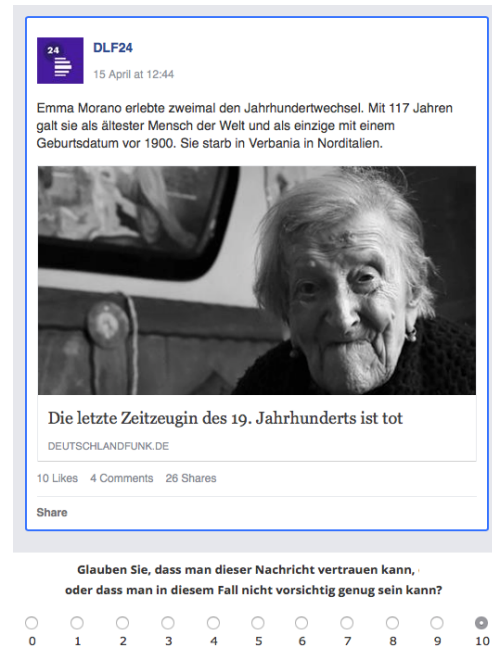 24
DLF24
15 April at 12:44
Emma Morano erlebte zweimal den Jahrhundertwechsel. Mit 117 Jahren
galt sie als ältester Mensch der Welt und als einzige mit einem
Geburtsdatum vor 1900. Sie starb in Verbania in Norditalien.
Die letzte Zeitzeugin des 19. Jahrhunderts ist tot
DEUTSCHLANDFUNK.DE
10 Likes 4 Comments 26 Shares
Share
Glauben Sie, dass man dieser Nachricht vertrauen kann,
oder dass man in diesem Fall nicht vorsichtig genug sein kann?
0 1 2 3 4 5 6 7 8 9 10